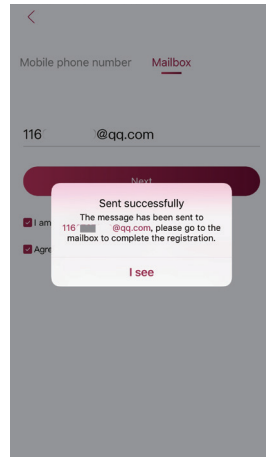 Mobile phone number Mailbox
116 @qq.com
Next
Sent successfully
The message has been sent to
116 @qq.com, please go to the
mailbox to complete the registration.
I see
I am
Agre